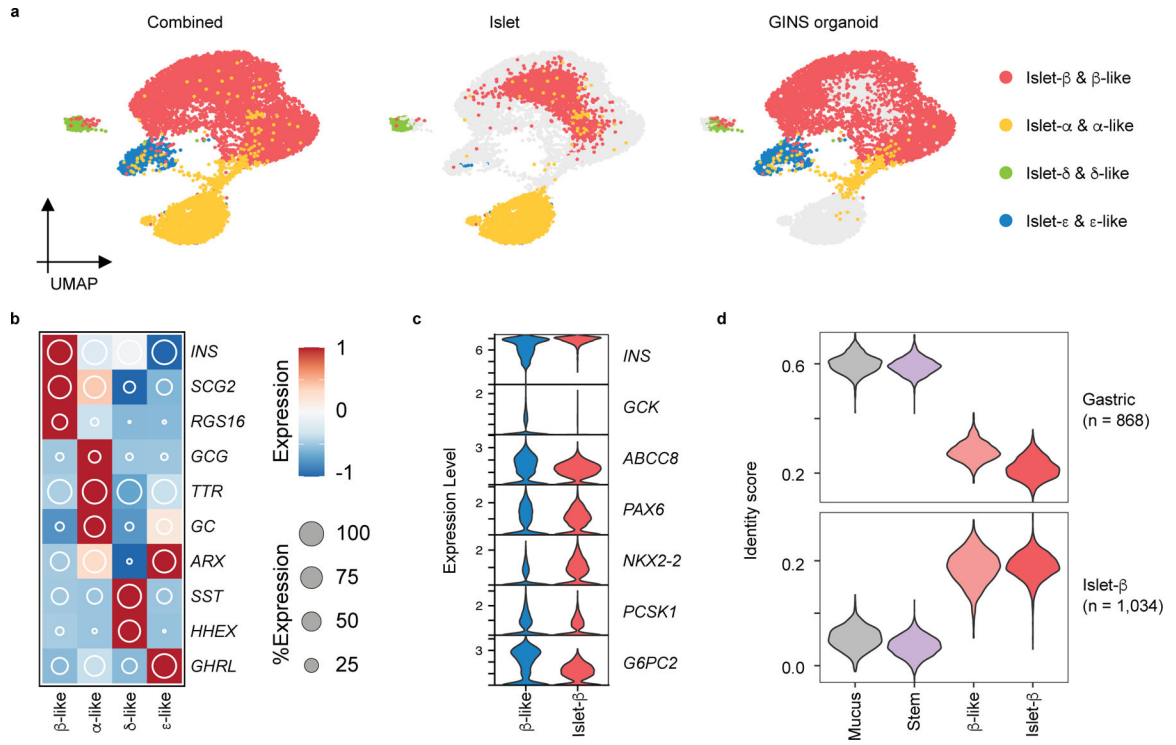 a
Combined
Islet
GINS organoid
Islet-β & β-like
Islet-α & α-like
Islet-δ & δ-like
Islet-ε & ε-like
UMAP
b
INS
SCG2
RGS16
GCG
TTR
GC
ARX
SST
HHEX
GHRL
β-like
α-like
δ-like
ε-like
Expression
1
0
-1
%Expression
100
75
50
25
c
Expression Level
6
INS
2
GCK
3
ABCC8
2
PAX6
2
NKX2-2
2
PCSK1
3
G6PC2
β-like
Islet-β
d
Identity score
0.6
0.2
Gastric
(n = 868)
0.2
0.0
Islet-β
(n = 1,034)
Mucus
Stem
β-like
Islet-β